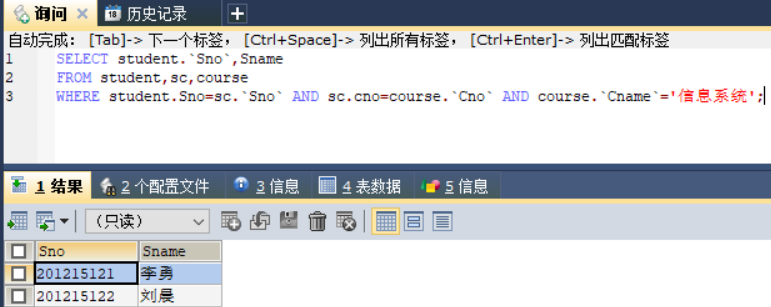 询问 历史记录
自动完成： [Tab]-> 下一个标签， [Ctrl+Space]-> 列出所有标签， [Ctrl+Enter]-> 列出匹配标签
1 SELECT student.`Sno`,Sname
2 FROM student,sc,course
3 WHERE student.Sno=sc.`Sno` AND sc.cno=course.`Cno` AND course.`Cname`='信息系统';
1 结果 2 个配置文件 3 信息 4 表数据 5 信息
（只读）
Sno Sname
201215121 李勇
201215122 刘晨